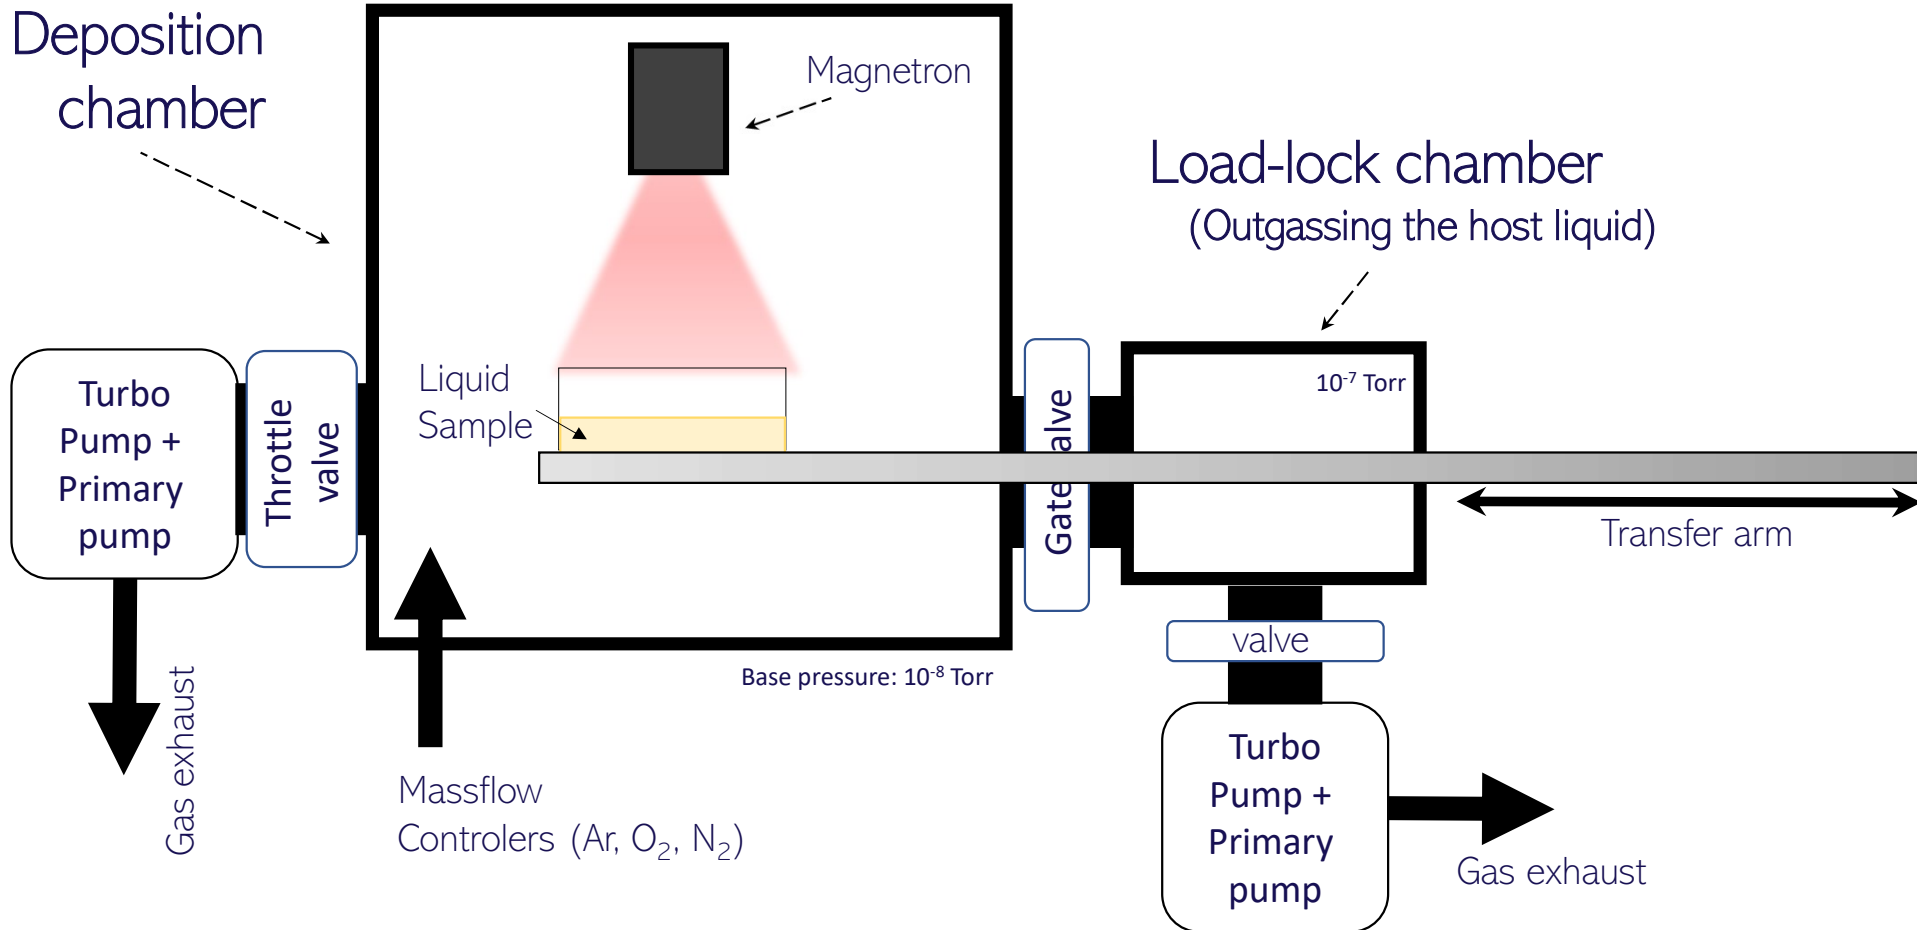 Deposition
chamber
Magnetron
Load-lock chamber
(Outgassing the host liquid)
Turbo
Pump +
Primary
pump
Throttle
valve
Liquid
Sample
Gate valve
10⁻⁷ Torr
Transfer arm
valve
Base pressure: 10⁻⁸ Torr
Gas exhaust
Massflow
Controlers (Ar, O₂, N₂)
Turbo
Pump +
Primary
pump
Gas exhaust